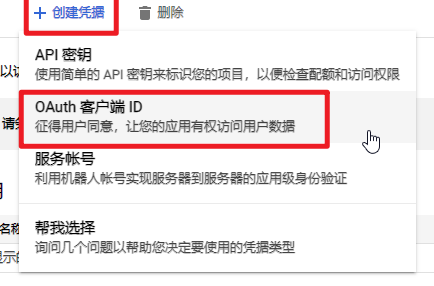 + 创建凭据
删除
API 密钥
使用简单的 API 密钥来标识您的项目，以便检查配额和访问权限
以访
OAuth 客户端 ID
征得用户同意，让您的应用有权访问用户数据
请务
服务帐号
利用机器人帐号实现服务器到服务器的应用级身份验证
名称
帮我选择
询问几个问题以帮助您决定要使用的凭据类型
显示的